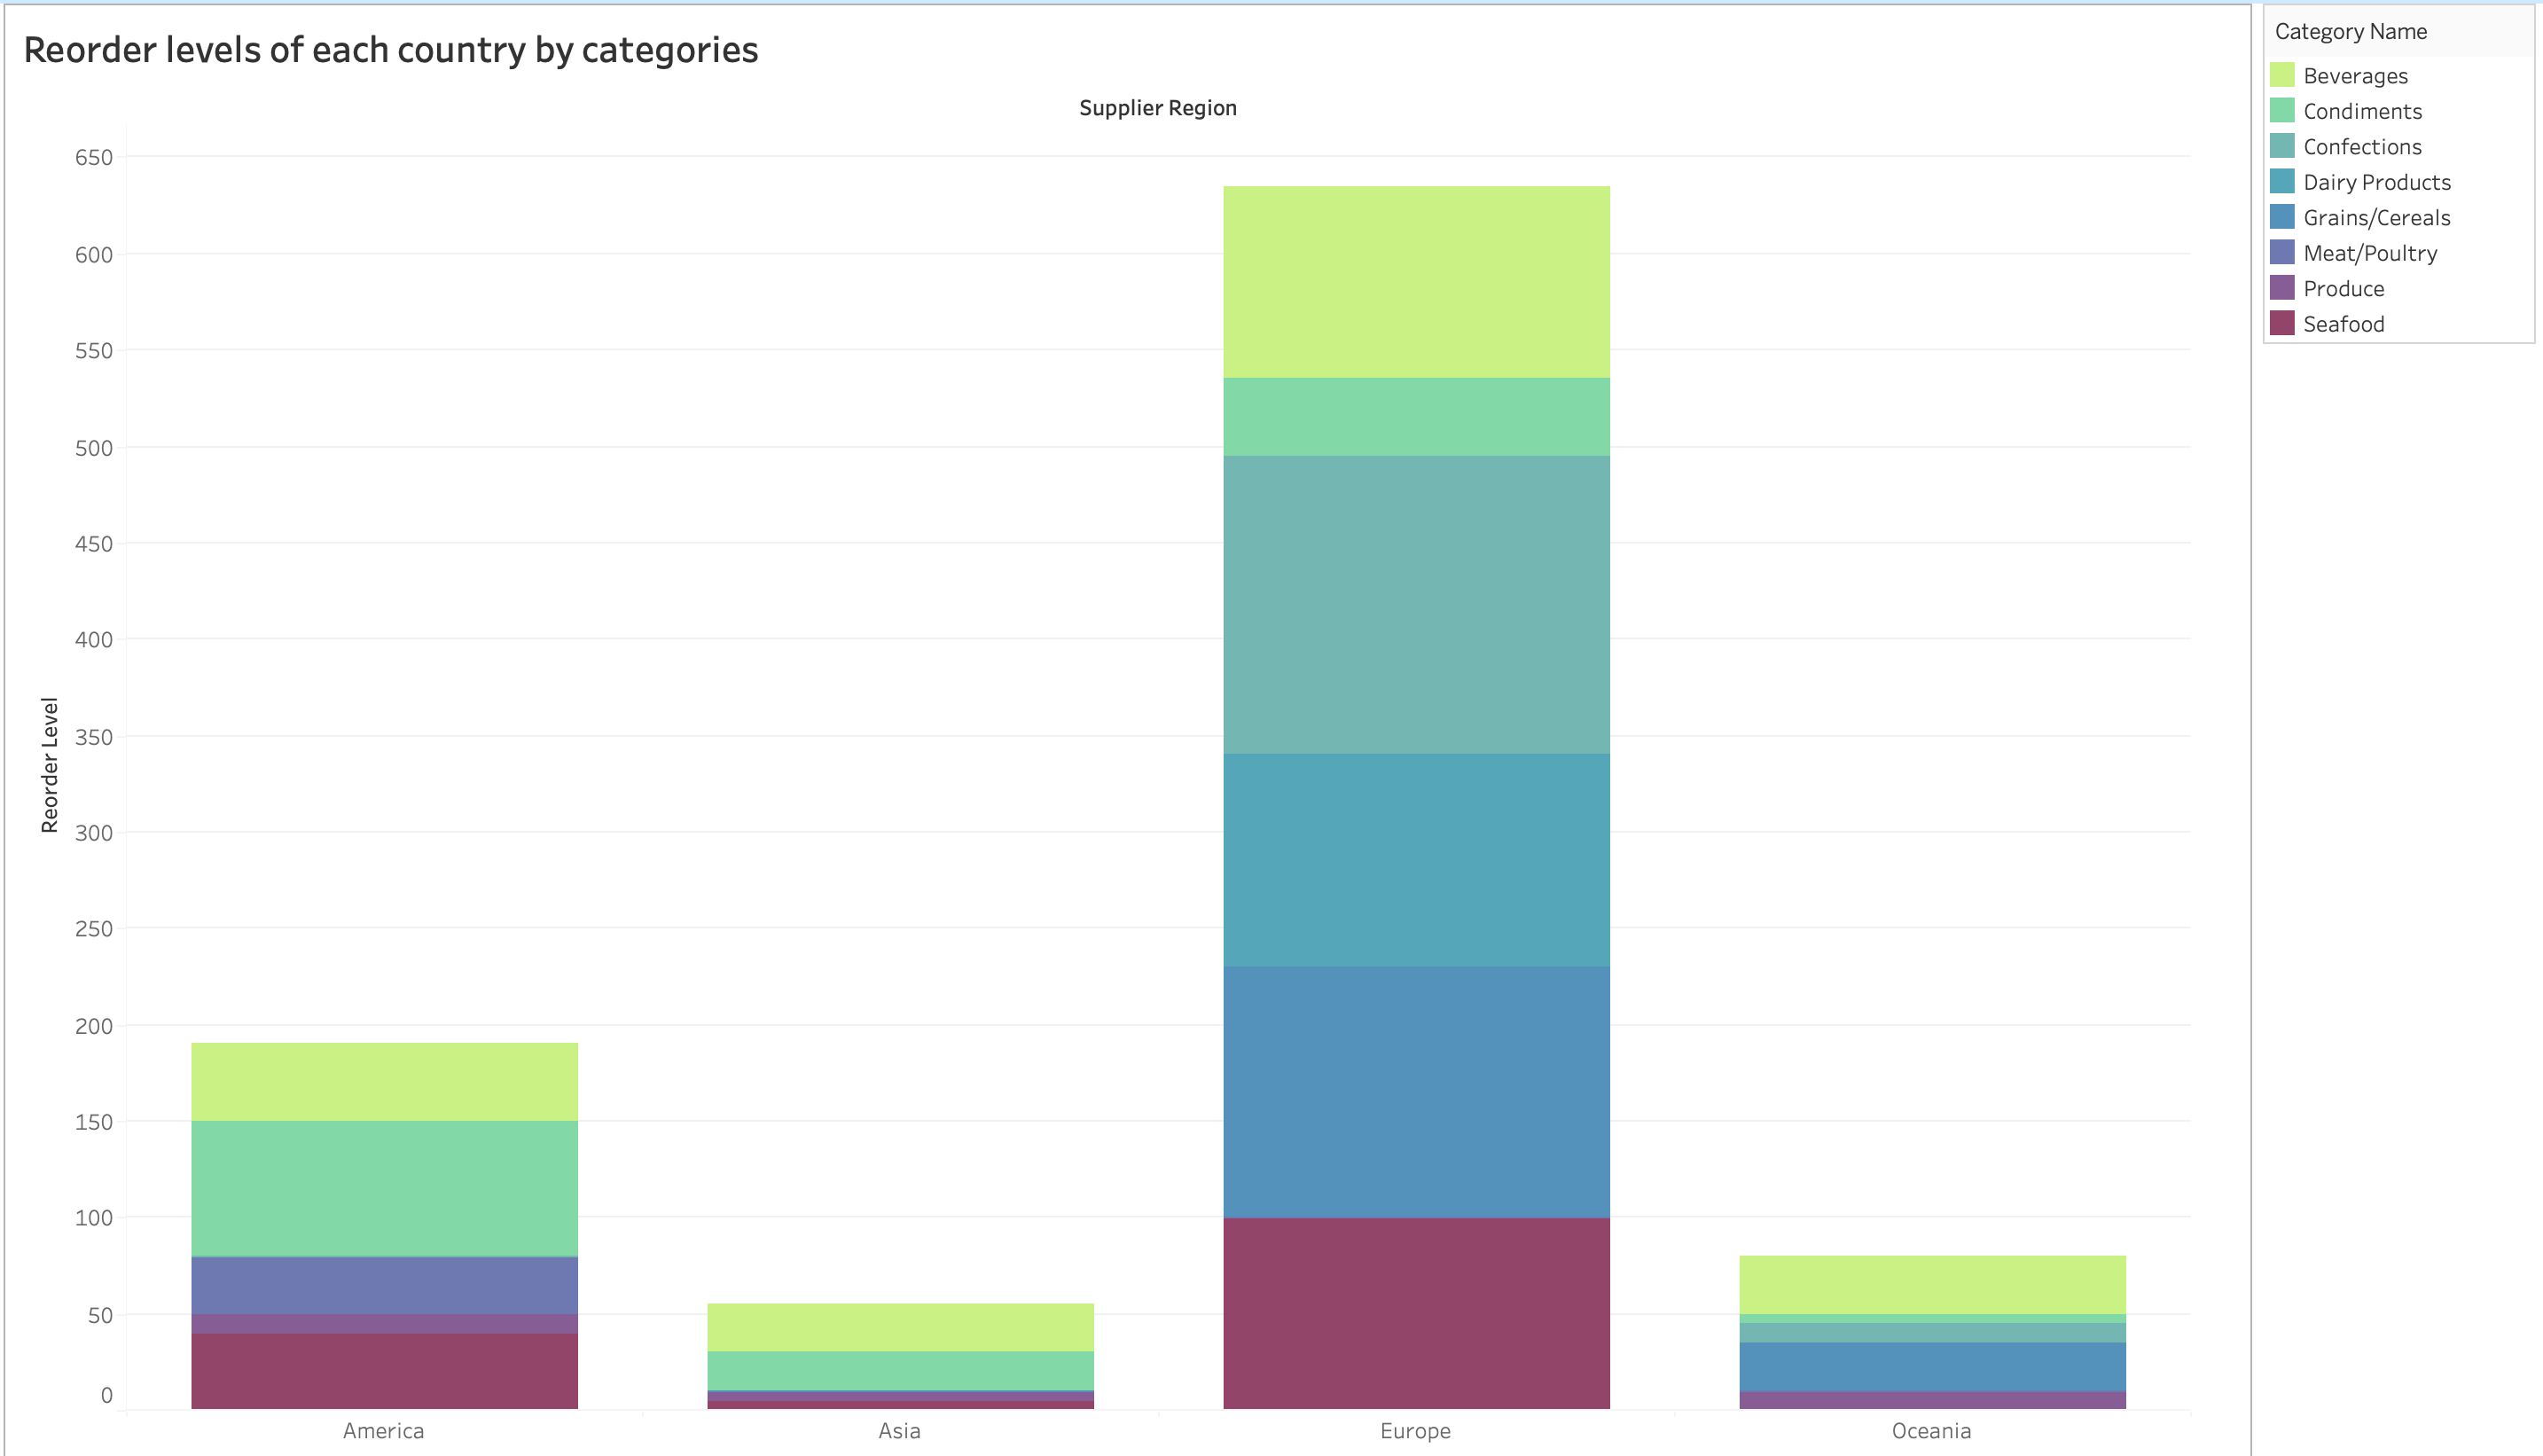 Reorder levels of each country by categories
Supplier Region
Reorder Level
650
600
550
500
450
400
350
300
250
200
150
100
50
0
America
Asia
Europe
Oceania
Category Name
Beverages
Condiments
Confections
Dairy Products
Grains/Cereals
Meat/Poultry
Produce
Seafood